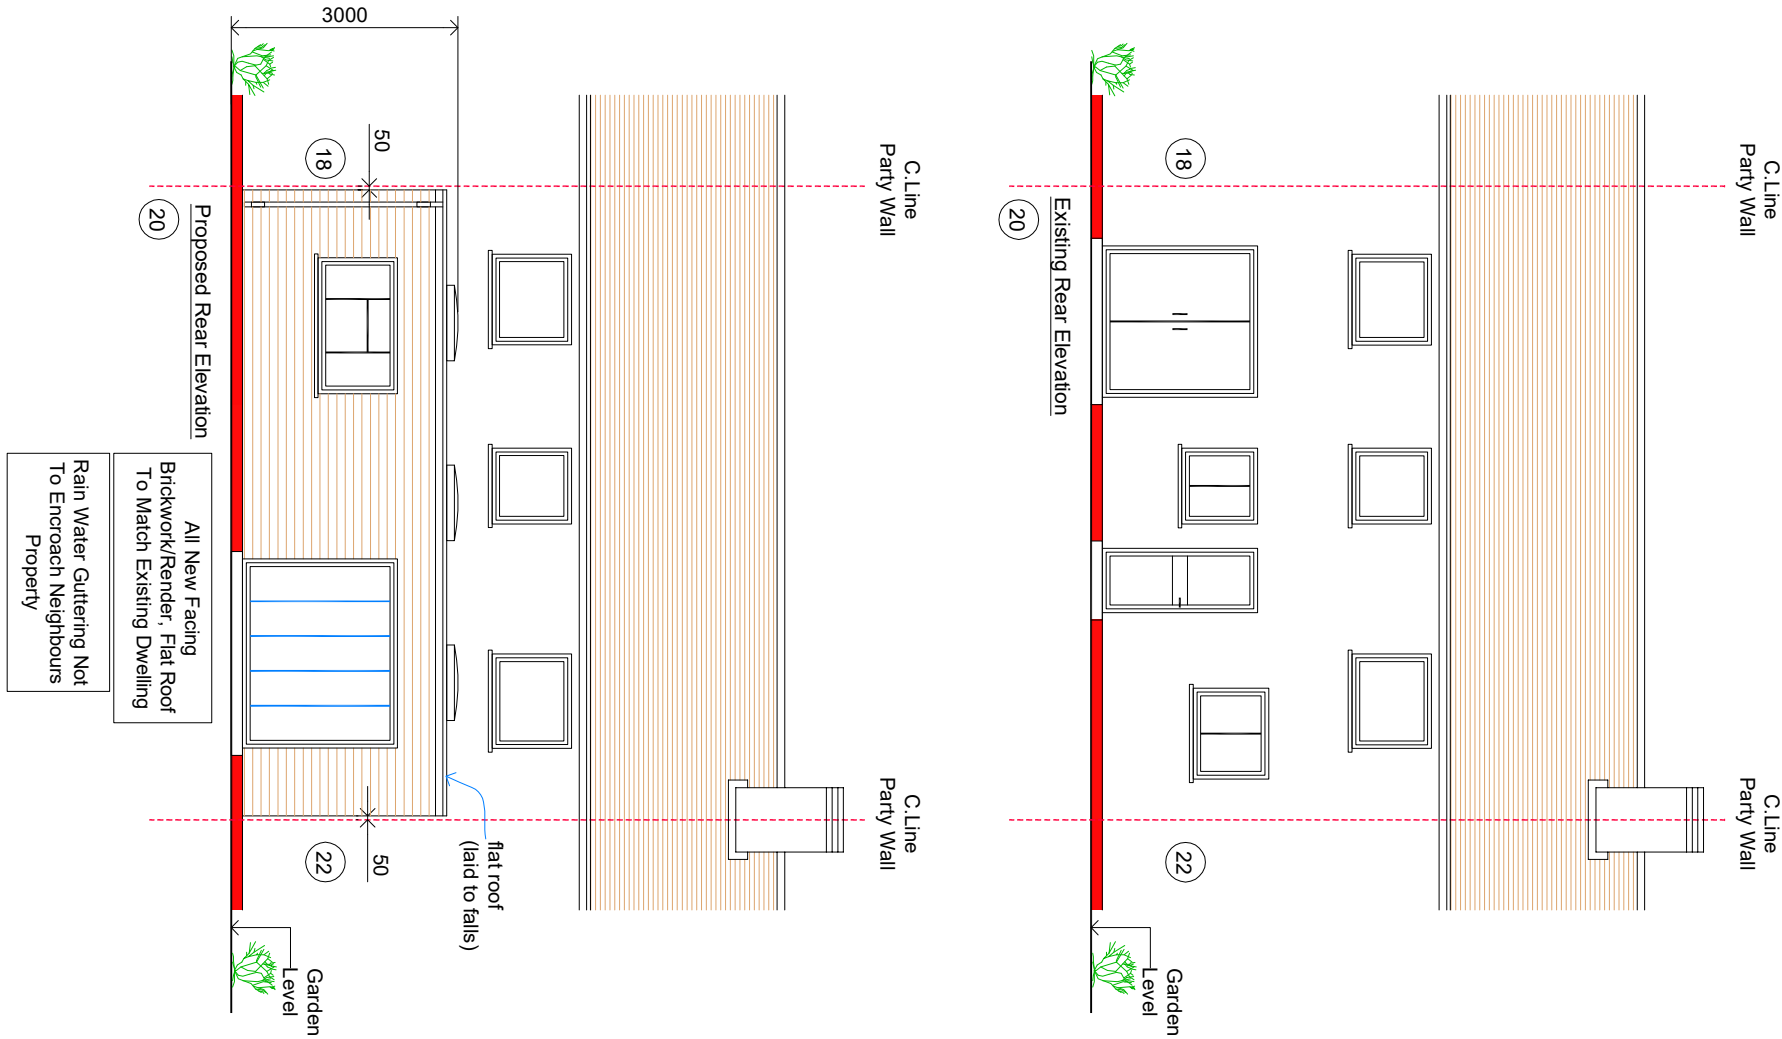 C.Line
Party Wall
C.Line
Party Wall
18
22
20
Existing Rear Elevation
Garden
Level
C.Line
Party Wall
C.Line
Party Wall
flat roof
(laid to falls)
3000
50
50
18
22
20
Proposed Rear Elevation
Garden
Level
All New Facing
Brickwork/Render, Flat Roof
To Match Existing Dwelling
Rain Water Guttering Not
To Encroach Neighbours
Property